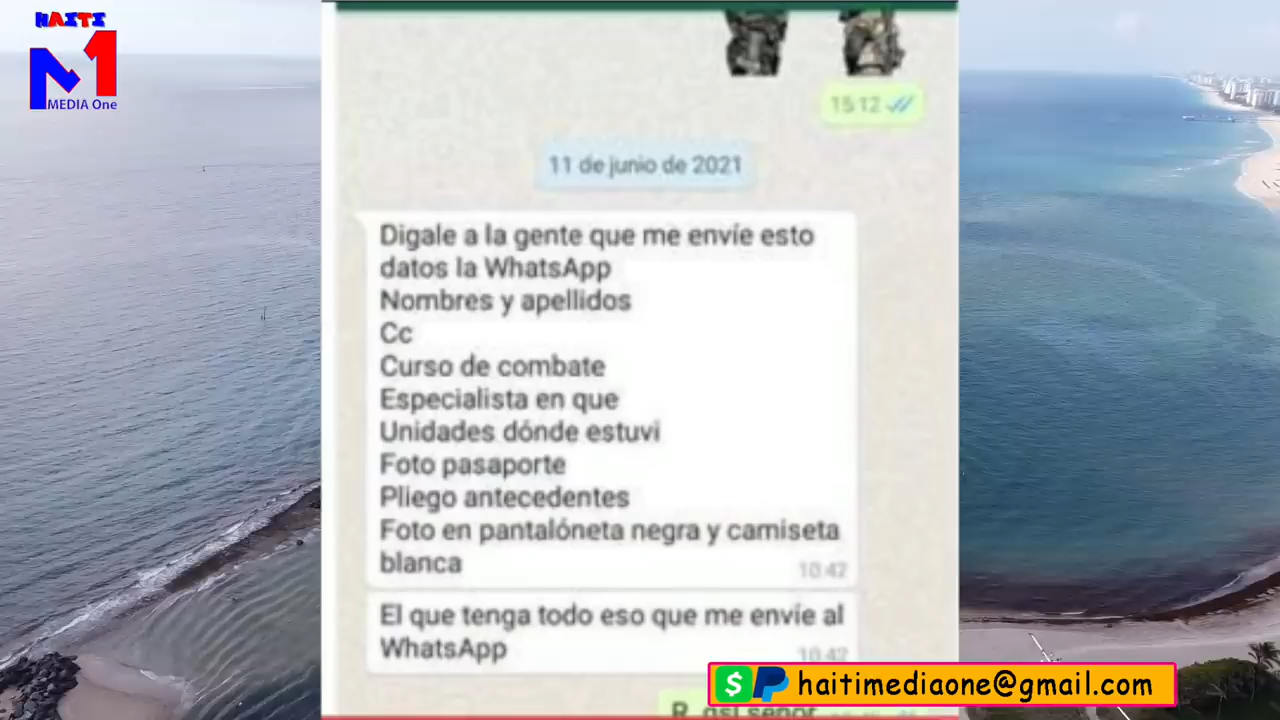 HAITI
M1
MEDIA One
15:12
11 de junio de 2021
Digale a la gente que me envíe esto
datos la WhatsApp
Nombres y apellidos
Cc
Curso de combate
Especialista en que
Unidades dónde estuvi
Foto pasaporte
Pliego antecedentes
Foto en pantalóneta negra y camiseta
blanca
10:42
El que tenga todo eso que me envíe al
WhatsApp
10:42
$ P haitimediaone@gmail.com